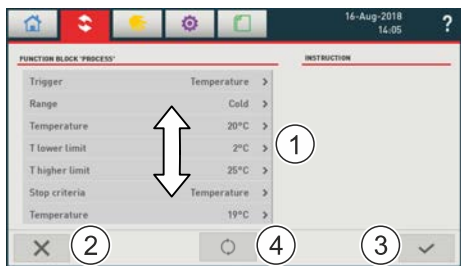 16-Aug-2018
14:05
?
FUNCTION BLOCK 'PROCESS'
INSTRUCTION
Trigger Temperature >
Range Cold >
Temperature 20°C >
T lower limit 2°C >
T higher limit 25°C >
Stop criteria Temperature >
Temperature 19°C >
1
2
4
3